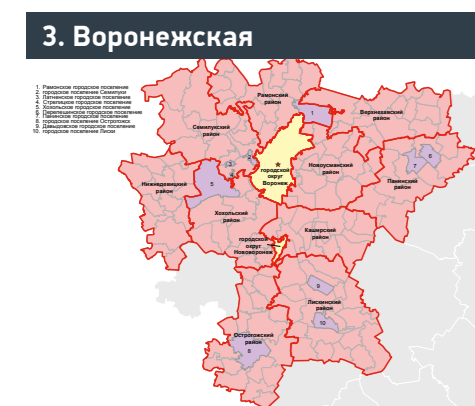 3. Воронежская
1. Рамонское городское поселение
2. городское поселение Семилуки
3. Латненское городское поселение
4. Стрелицкое городское поселение
5. Хохольское городское поселение
6. Перелешинское городское поселение
7. Панинское городское поселение
8. городское поселение Острогожск
9. Давыдовское городское поселение
10. городское поселение Лиски
Рамонский
район
1
Верхнехавский
район
Семилукский
район
2
3
4
городской
округ
Воронеж
Новоусманский
район
6
7
Панинский
район
Нижнедевицкий
район
5
Хохольский
район
Каширский
район
городской
округ
Нововоронеж
9
Лискинский
район
10
Острогожский
район
8